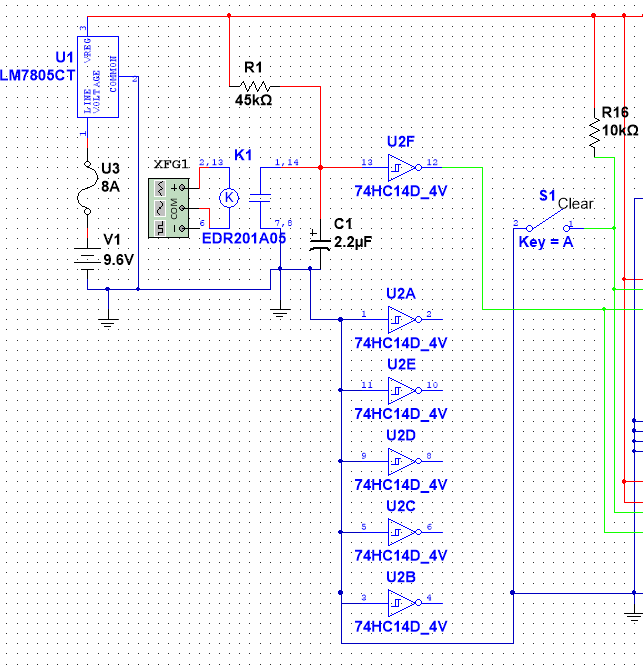 3
U1
LM7805CT
LINE VREG
VOLTAGE
COMMON
2
1
R1
45kΩ
R16
10kΩ
U3
8A
XFG1
COM
2,13
K1
K
6
1,14
7,8
EDR201A05
U2F
13
12
74HC14D_4V
S1
Clear
2
1
Key = A
V1
9.6V
+
C1
2.2µF
U2A
1
2
74HC14D_4V
U2E
11
10
74HC14D_4V
U2D
9
8
74HC14D_4V
U2C
5
6
74HC14D_4V
U2B
3
4
74HC14D_4V